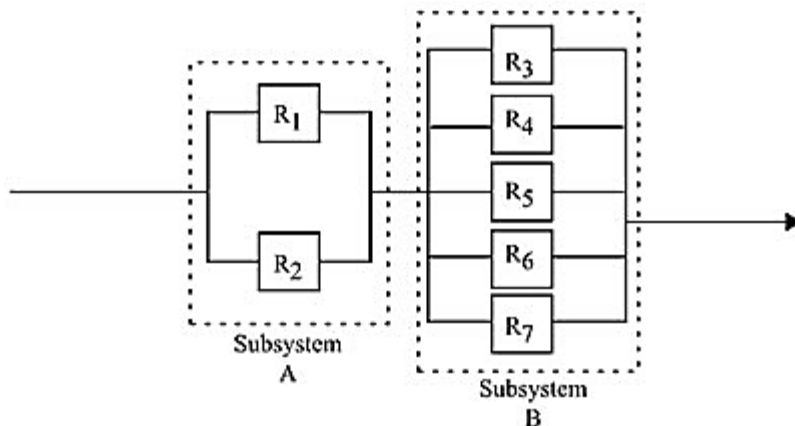 R1
R2
Subsystem
A
R3
R4
R5
R6
R7
Subsystem
B